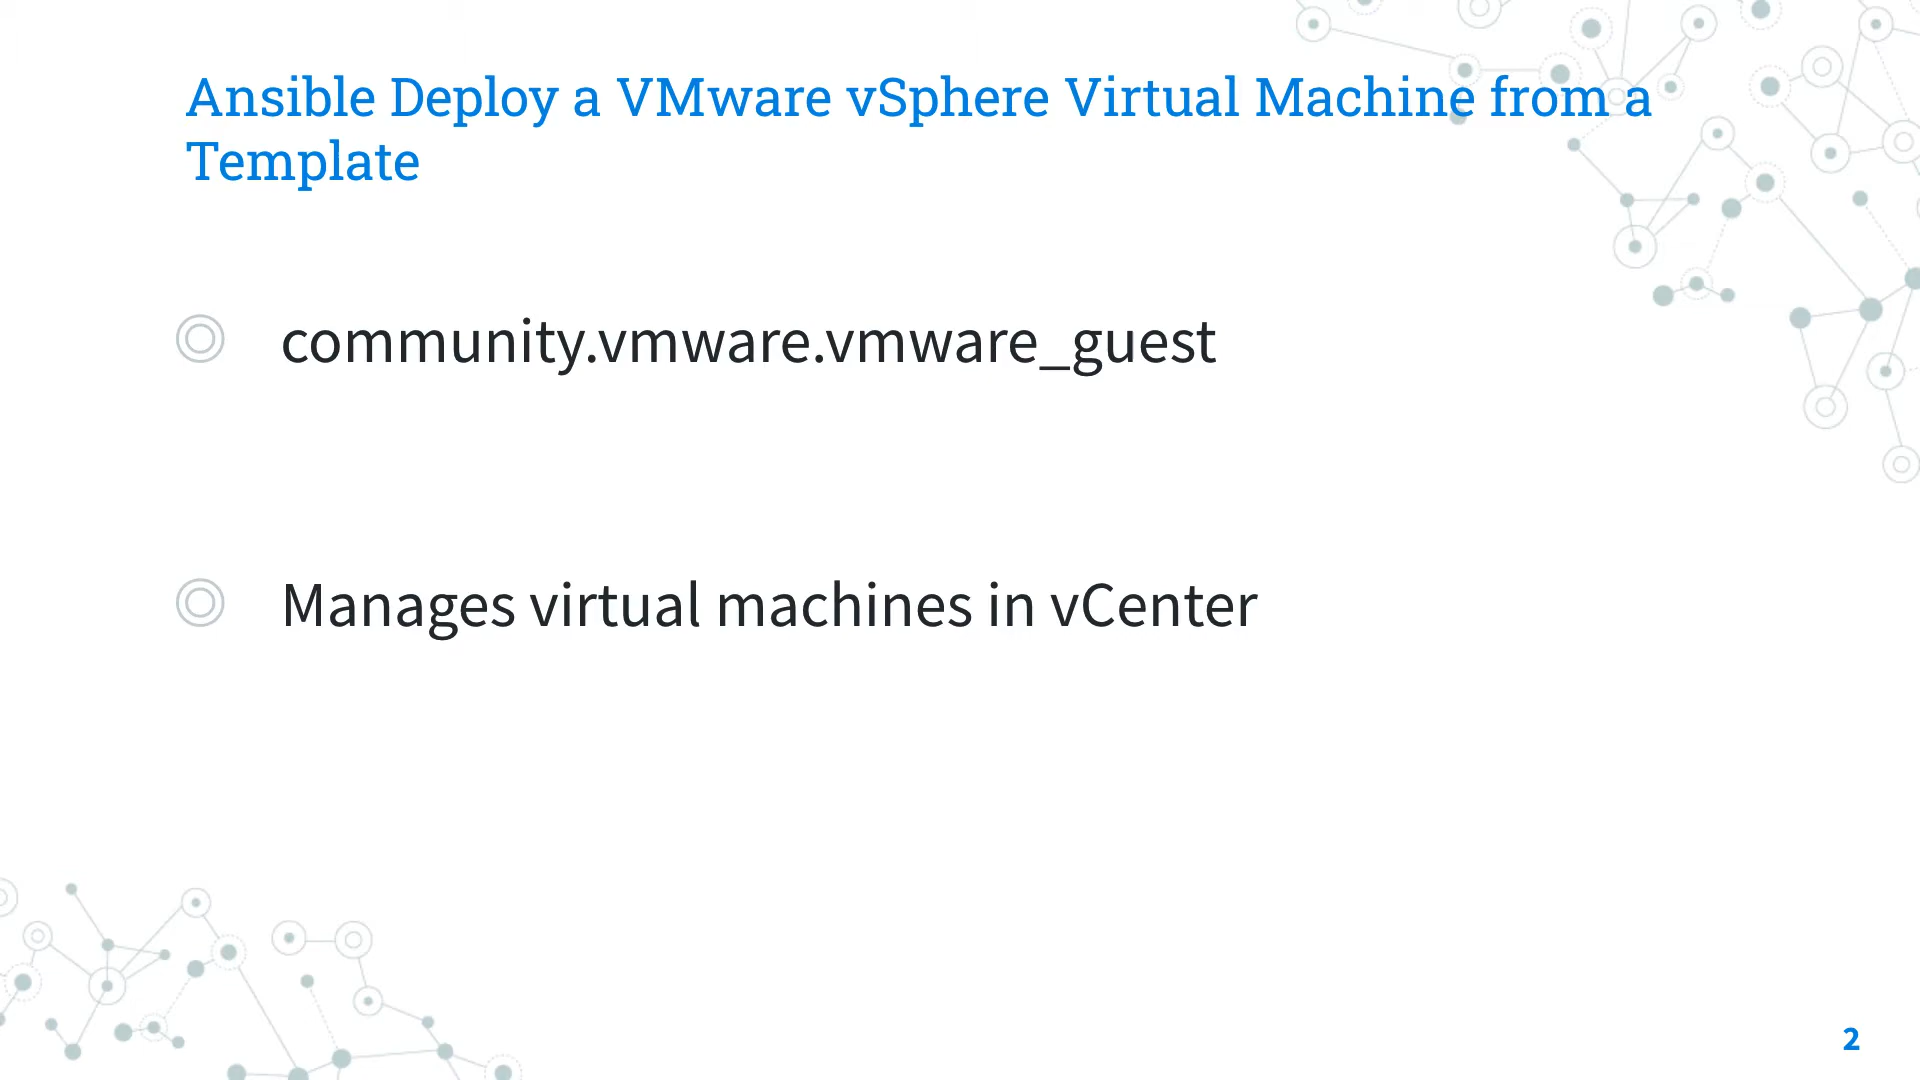 Ansible Deploy a VMware vSphere Virtual Machine from a
Template
community.vmware.vmware_guest
Manages virtual machines in vCenter
2